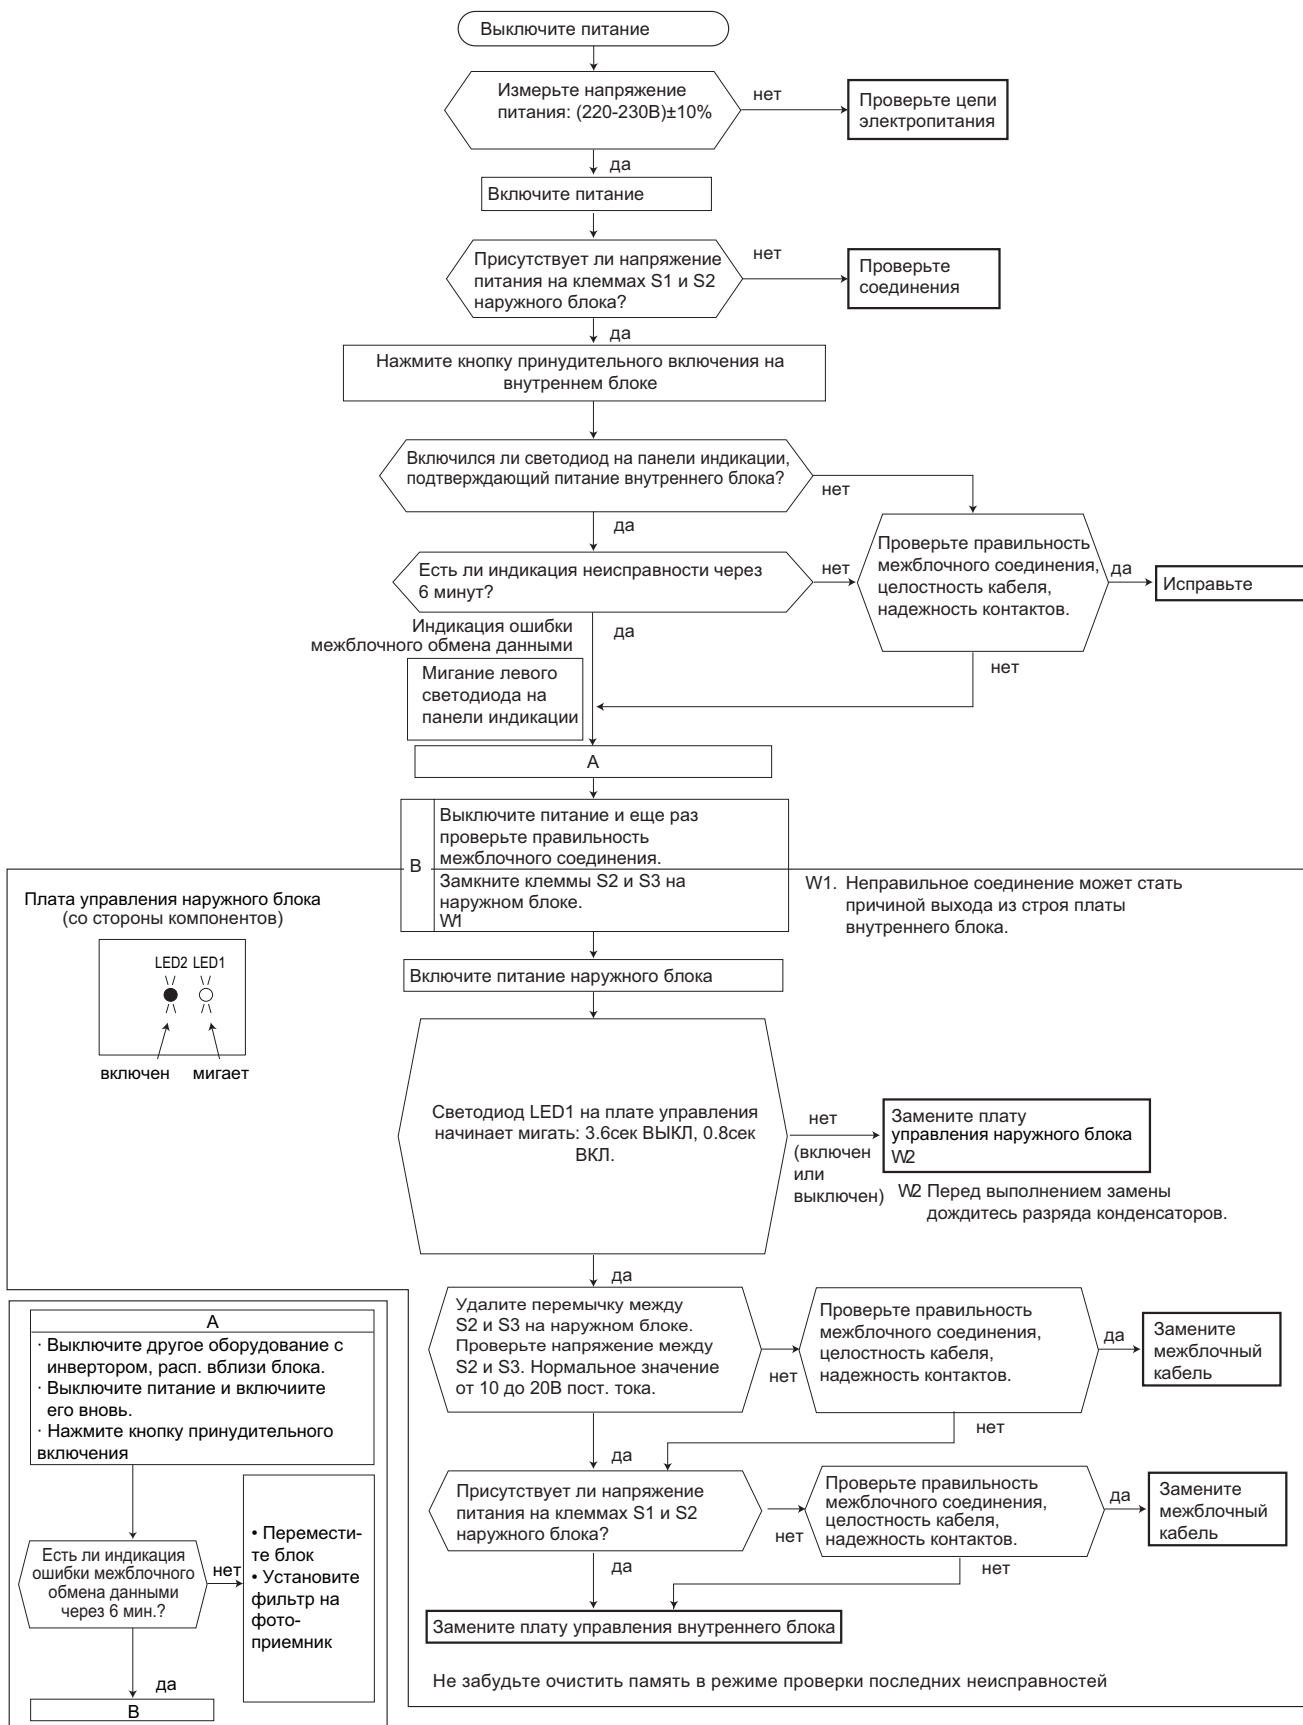 Выключите питание
Измерьте напряжение
питания: (220-230В)±10%
нет
Проверьте цепи
электропитания
да
Включите питание
Присутствует ли напряжение
питания на клеммах S1 и S2
наружного блока?
нет
Проверьте
соединения
да
Нажмите кнопку принудительного включения на
внутреннем блоке
Включился ли светодиод на панели индикации,
подтверждающий питание внутреннего блока?
нет
да
Есть ли индикация неисправности через
6 минут?
нет
Проверьте правильность
межблочного соединения,
целостность кабеля,
надежность контактов.
да
Исправьте
Индикация ошибки
межблочного обмена данными
да
нет
Мигание левого
светодиода на
панели индикации
A
B
Выключите питание и еще раз
проверьте правильность
межблочного соединения.
Замкните клеммы S2 и S3 на
наружном блоке.
W1
W1. Неправильное соединение может стать
причиной выхода из строя платы
внутреннего блока.
Плата управления наружного блока
(со стороны компонентов)
LED2 LED1
включен мигает
Включите питание наружного блока
Светодиод LED1 на плате управления
начинает мигать: 3.6сек ВЫКЛ, 0.8сек
ВКЛ.
нет
(включен
или
выключен)
Замените плату
управления наружного блока
W2
W2 Перед выполнением замены
дождитесь разряда конденсаторов.
да
Удалите перемычку между
S2 и S3 на наружном блоке.
Проверьте напряжение между
S2 и S3. Нормальное значение
от 10 до 20В пост. тока.
нет
Проверьте правильность
межблочного соединения,
целостность кабеля,
надежность контактов.
да
Замените
межблочный
кабель
нет
да
Присутствует ли напряжение
питания на клеммах S1 и S2
наружного блока?
нет
Проверьте правильность
межблочного соединения,
целостность кабеля,
надежность контактов.
да
Замените
межблочный
кабель
нет
да
Замените плату управления внутреннего блока
Не забудьте очистить память в режиме проверки последних неисправностей
A
· Выключите другое оборудование с
инвертором, расп. вблизи блока.
· Выключите питание и включиите
его вновь.
· Нажмите кнопку принудительного
включения
Есть ли индикация
ошибки межблочного
обмена данными
через 6 мин.?
нет
• Перемести-
те блок
• Установите
фильтр на
фото-
приемник
да
B